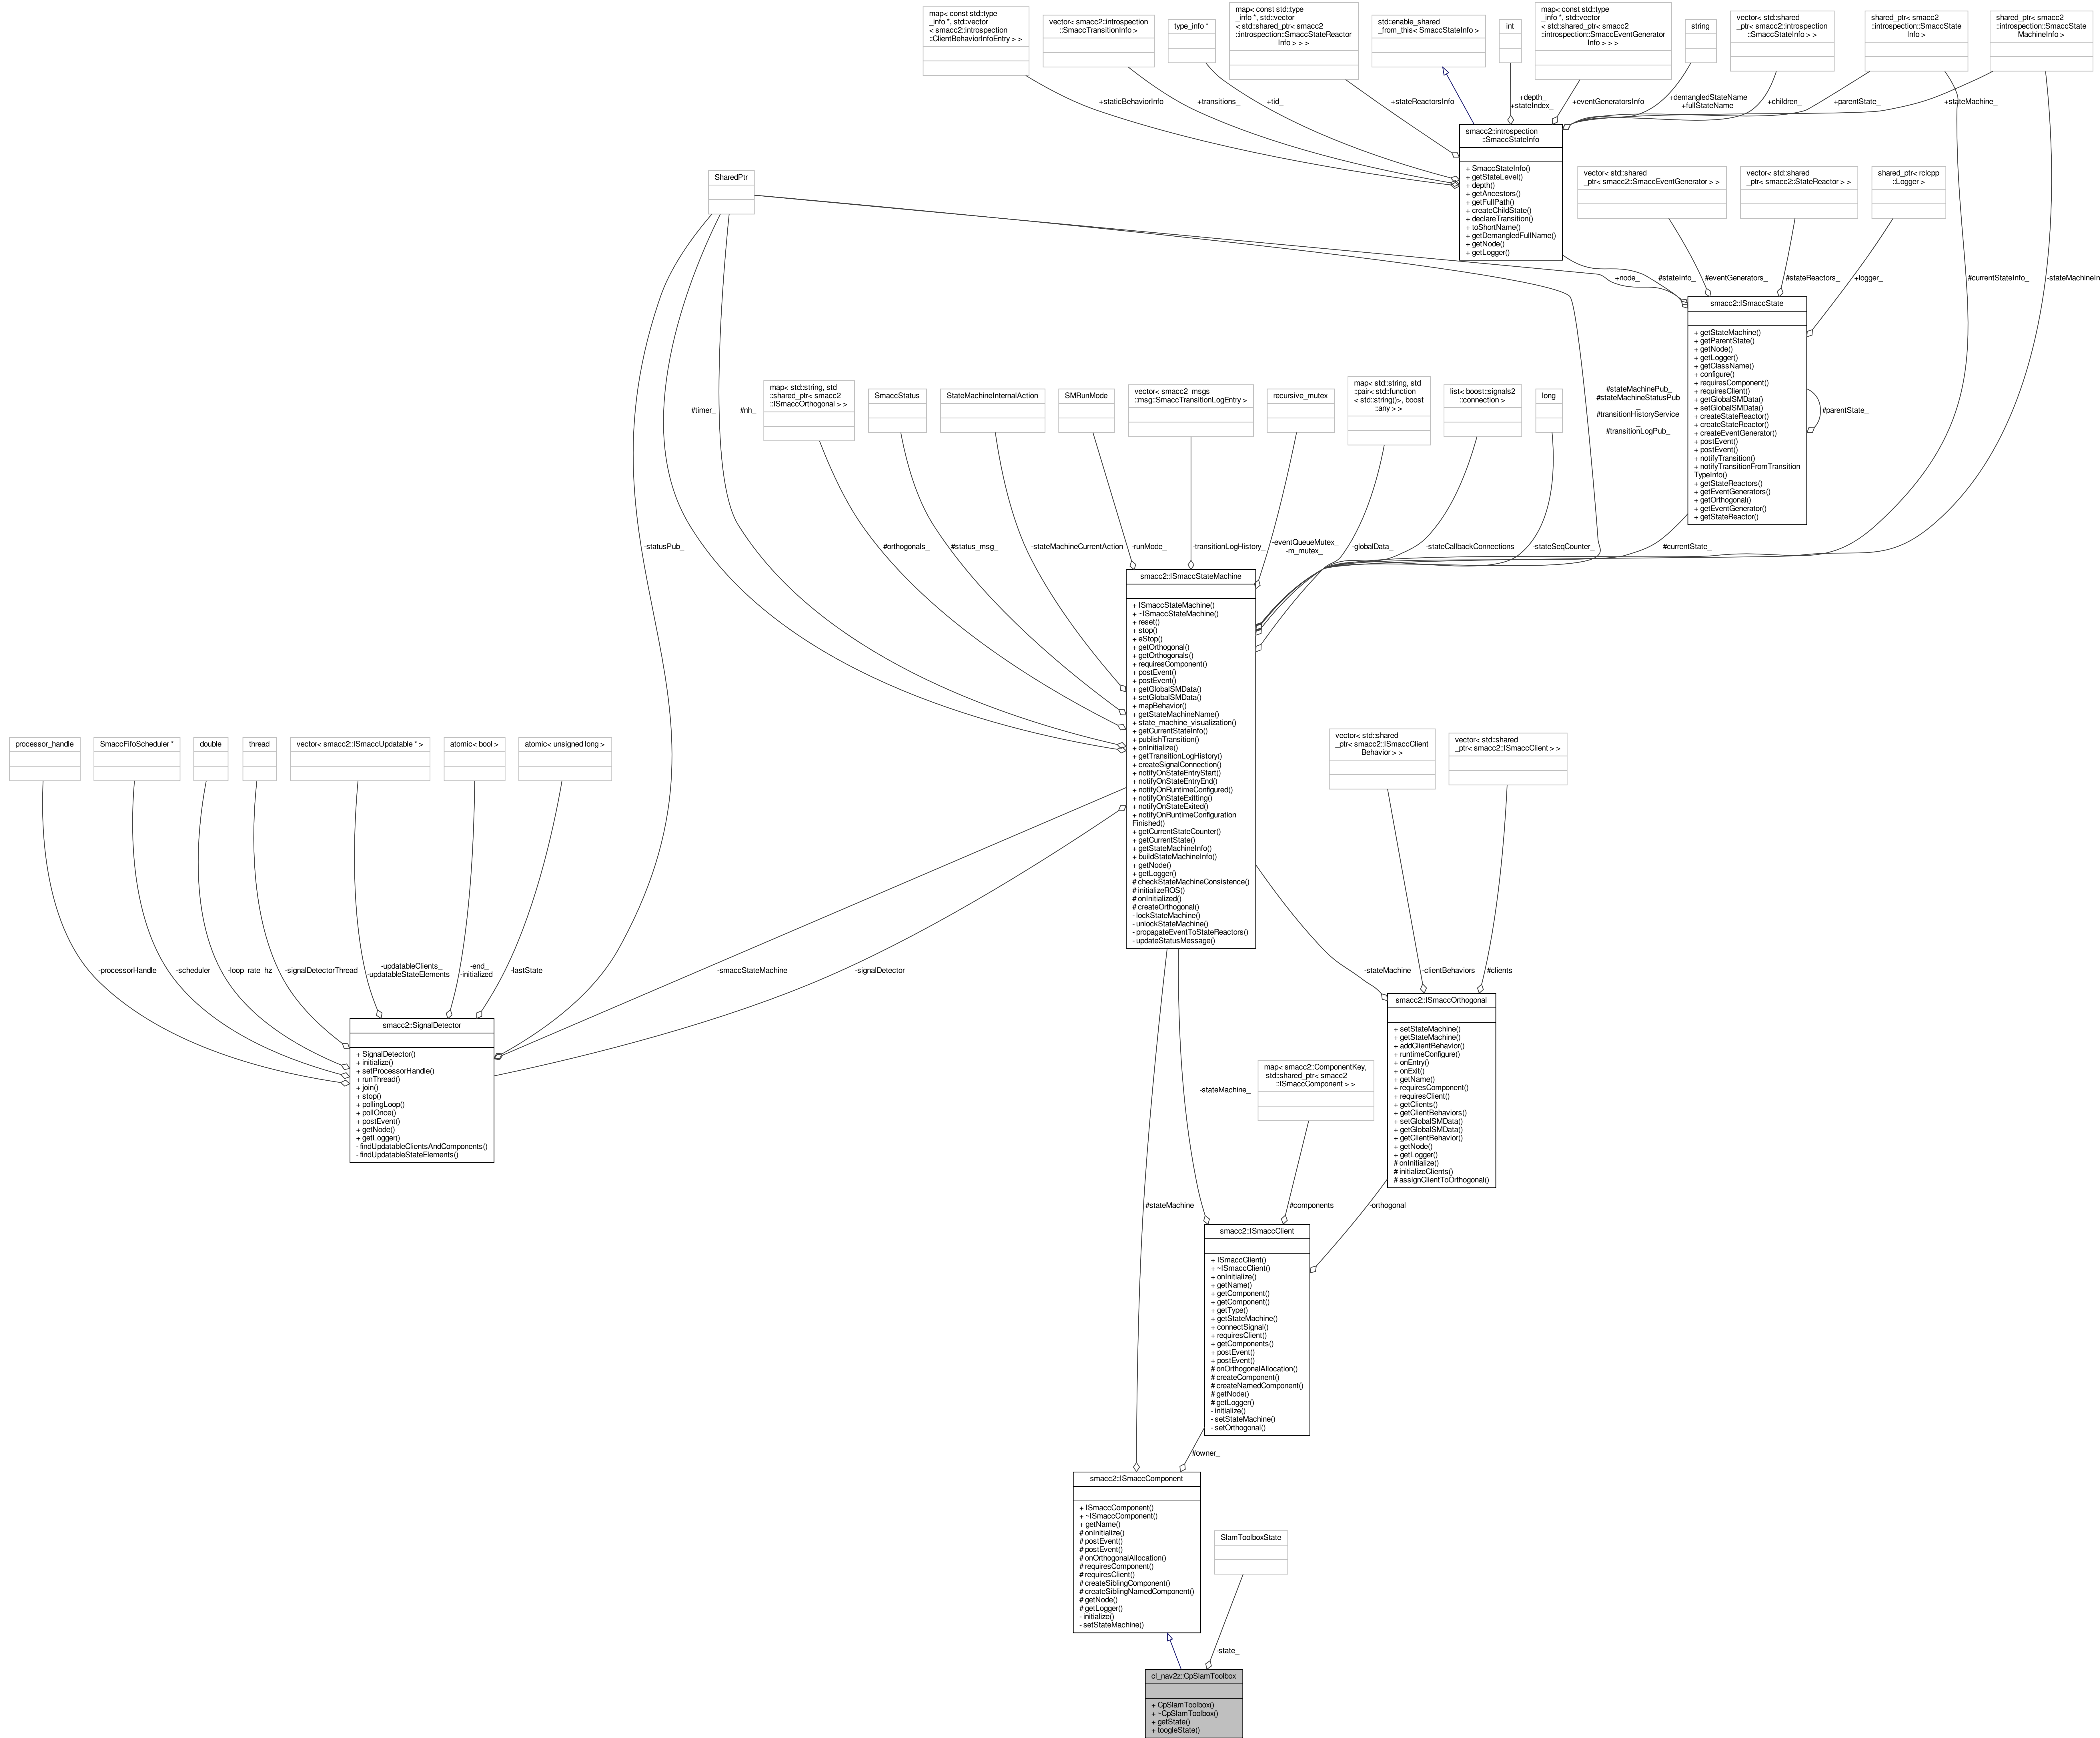 map< const std::type
_info *, std::vector
< smacc2::introspection
::ClientBehaviorInfoEntry > >
vector< smacc2::introspection
::SmaccTransitionInfo >
type_info *
map< const std::type
_info *, std::vector
< std::shared_ptr< smacc2
::introspection::SmaccStateReactor
Info > > >
std::enable_shared
_from_this< SmaccStateInfo >
int
map< const std::type
_info *, std::vector
< std::shared_ptr< smacc2
::introspection::SmaccEventGenerator
Info > > >
string
vector< std::shared
_ptr< smacc2::introspection
::SmaccStateInfo > >
shared_ptr< smacc2
::introspection::SmaccState
Info >
shared_ptr< smacc2
::introspection::SmaccState
MachineInfo >
+staticBehaviorInfo
+transitions_
+tid_
+stateReactorsInfo
+depth_
+stateIndex_
+eventGeneratorsInfo
+demangledStateName
+fullStateName
+children_
+parentState_
+stateMachine_
smacc2::introspection
::SmaccStateInfo
+ SmaccStateInfo()
+ getStateLevel()
+ depth()
+ getAncestors()
+ getFullPath()
+ createChildState()
+ declareTransition()
+ toShortName()
+ getDemangledFullName()
+ getNode()
+ getLogger()
SharedPtr
vector< std::shared
_ptr< smacc2::SmaccEventGenerator > >
vector< std::shared
_ptr< smacc2::StateReactor > >
shared_ptr< rclcpp
::Logger >
+node_
#stateInfo_
#eventGenerators_
#stateReactors_
+logger_
#currentStateInfo_
-stateMachineIn
smacc2::ISmaccState
+ getStateMachine()
+ getParentState()
+ getNode()
+ getLogger()
+ getClassName()
+ configure()
+ requiresComponent()
+ requiresClient()
+ getGlobalSMData()
+ setGlobalSMData()
+ createStateReactor()
+ createStateReactor()
+ createEventGenerator()
+ postEvent()
+ postEvent()
+ notifyTransition()
+ notifyTransitionFromTransition
TypeInfo()
+ getStateReactors()
+ getEventGenerators()
+ getOrthogonal()
+ getEventGenerator()
+ getStateReactor()
#parentState_
#stateMachinePub_
#stateMachineStatusPub
_
#transitionHistoryService
_
#transitionLogPub_
#timer_
#nh_
map< std::string, std
::shared_ptr< smacc2
::ISmaccOrthogonal > >
SmaccStatus
StateMachineInternalAction
SMRunMode
vector< smacc2_msgs
::msg::SmaccTransitionLogEntry >
recursive_mutex
map< std::string, std
::pair< std::function
< std::string()>, boost
::any > >
list< boost::signals2
::connection >
long
-statusPub_
#orthogonals_
#status_msg_
-stateMachineCurrentAction
-runMode_
-transitionLogHistory_
-eventQueueMutex_
-m_mutex_
-globalData_
-stateCallbackConnections
-stateSeqCounter_
#currentState_
smacc2::ISmaccStateMachine
+ ISmaccStateMachine()
+ ~ISmaccStateMachine()
+ reset()
+ stop()
+ eStop()
+ getOrthogonal()
+ getOrthogonals()
+ requiresComponent()
+ postEvent()
+ postEvent()
+ getGlobalSMData()
+ setGlobalSMData()
+ mapBehavior()
+ getStateMachineName()
+ state_machine_visualization()
+ getCurrentStateInfo()
+ publishTransition()
+ onInitialize()
+ getTransitionLogHistory()
+ createSignalConnection()
+ notifyOnStateEntryStart()
+ notifyOnStateEntryEnd()
+ notifyOnRuntimeConfigured()
+ notifyOnStateExitting()
+ notifyOnStateExited()
+ notifyOnRuntimeConfiguration
Finished()
+ getCurrentStateCounter()
+ getCurrentState()
+ getStateMachineInfo()
+ buildStateMachineInfo()
+ getNode()
+ getLogger()
# checkStateMachineConsistence()
# initializeROS()
# onInitialized()
# createOrthogonal()
- lockStateMachine()
- unlockStateMachine()
- propagateEventToStateReactors()
- updateStatusMessage()
processor_handle
SmaccFifoScheduler *
double
thread
vector< smacc2::ISmaccUpdatable * >
atomic< bool >
atomic< unsigned long >
vector< std::shared
_ptr< smacc2::ISmaccClient
Behavior > >
vector< std::shared
_ptr< smacc2::ISmaccClient > >
-processorHandle_
-scheduler_
-loop_rate_hz
-signalDetectorThread_
-updatableClients_
-updatableStateElements_
-end_
-initialized_
-lastState_
-smaccStateMachine_
-signalDetector_
-stateMachine_
-clientBehaviors_
#clients_
smacc2::SignalDetector
+ SignalDetector()
+ initialize()
+ setProcessorHandle()
+ runThread()
+ join()
+ stop()
+ pollingLoop()
+ pollOnce()
+ postEvent()
+ getNode()
+ getLogger()
- findUpdatableClientsAndComponents()
- findUpdatableStateElements()
smacc2::ISmaccOrthogonal
+ setStateMachine()
+ getStateMachine()
+ addClientBehavior()
+ runtimeConfigure()
+ onEntry()
+ onExit()
+ getName()
+ requiresComponent()
+ requiresClient()
+ getClients()
+ getClientBehaviors()
+ setGlobalSMData()
+ getGlobalSMData()
+ getClientBehavior()
+ getNode()
+ getLogger()
# onInitialize()
# initializeClients()
# assignClientToOrthogonal()
-stateMachine_
map< smacc2::ComponentKey,
std::shared_ptr< smacc2
::ISmaccComponent > >
#stateMachine_
#components_
-orthogonal_
smacc2::ISmaccClient
+ ISmaccClient()
+ ~ISmaccClient()
+ onInitialize()
+ getName()
+ getComponent()
+ getComponent()
+ getType()
+ getStateMachine()
+ connectSignal()
+ requiresClient()
+ getComponents()
+ postEvent()
+ postEvent()
# onOrthogonalAllocation()
# createComponent()
# createNamedComponent()
# getNode()
# getLogger()
- initialize()
- setStateMachine()
- setOrthogonal()
#owner_
smacc2::ISmaccComponent
+ ISmaccComponent()
+ ~ISmaccComponent()
+ getName()
# onInitialize()
# postEvent()
# postEvent()
# onOrthogonalAllocation()
# requiresComponent()
# requiresClient()
# createSiblingComponent()
# createSiblingNamedComponent()
# getNode()
# getLogger()
- initialize()
- setStateMachine()
SlamToolboxState
-state_
cl_nav2z::CpSlamToolbox
+ CpSlamToolbox()
+ ~CpSlamToolbox()
+ getState()
+ toogleState()